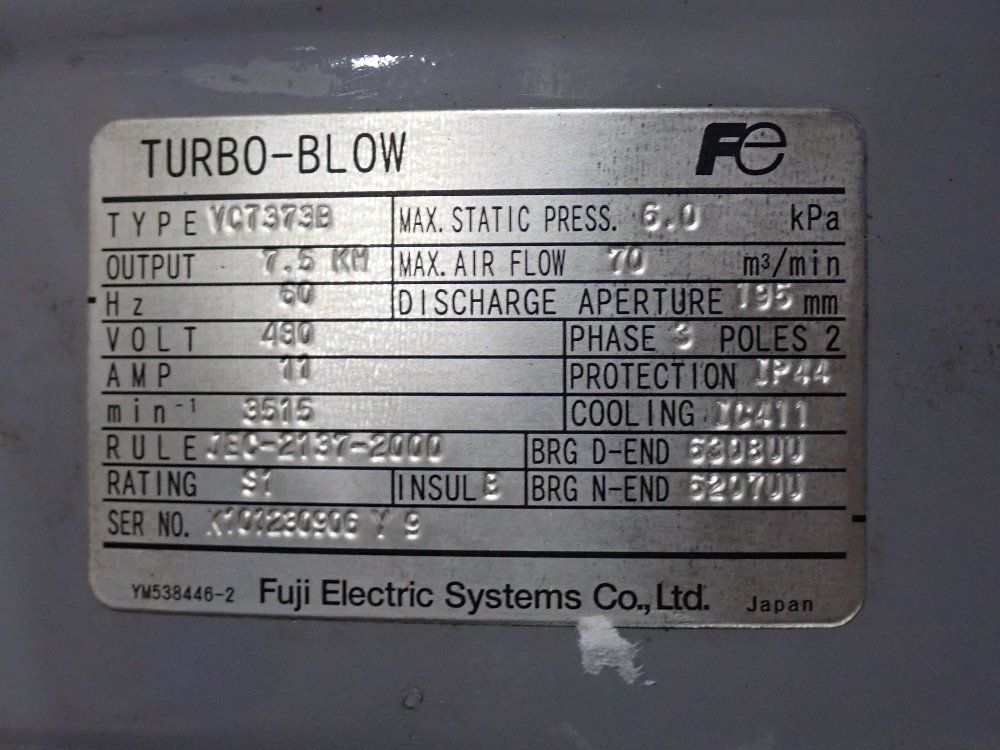 TURBO-BLOW Fe
TYPE VC7373B MAX. STATIC PRESS. 6.0 kPa
OUTPUT 7.5 KW MAX. AIR FLOW 70 m³/min
Hz 60 DISCHARGE APERTURE 195 mm
VOLT 480 PHASE 3 POLES 2
AMP 11 PROTECTION IP44
min⁻¹ 3515 COOLING IC411
RULE JEC-2137-2000 BRG D-END 6308UU
RATING S1 INSUL B BRG N-END 6207UU
SER NO. Y 9
YM538446-2 Fuji Electric Systems Co., Ltd. Japan